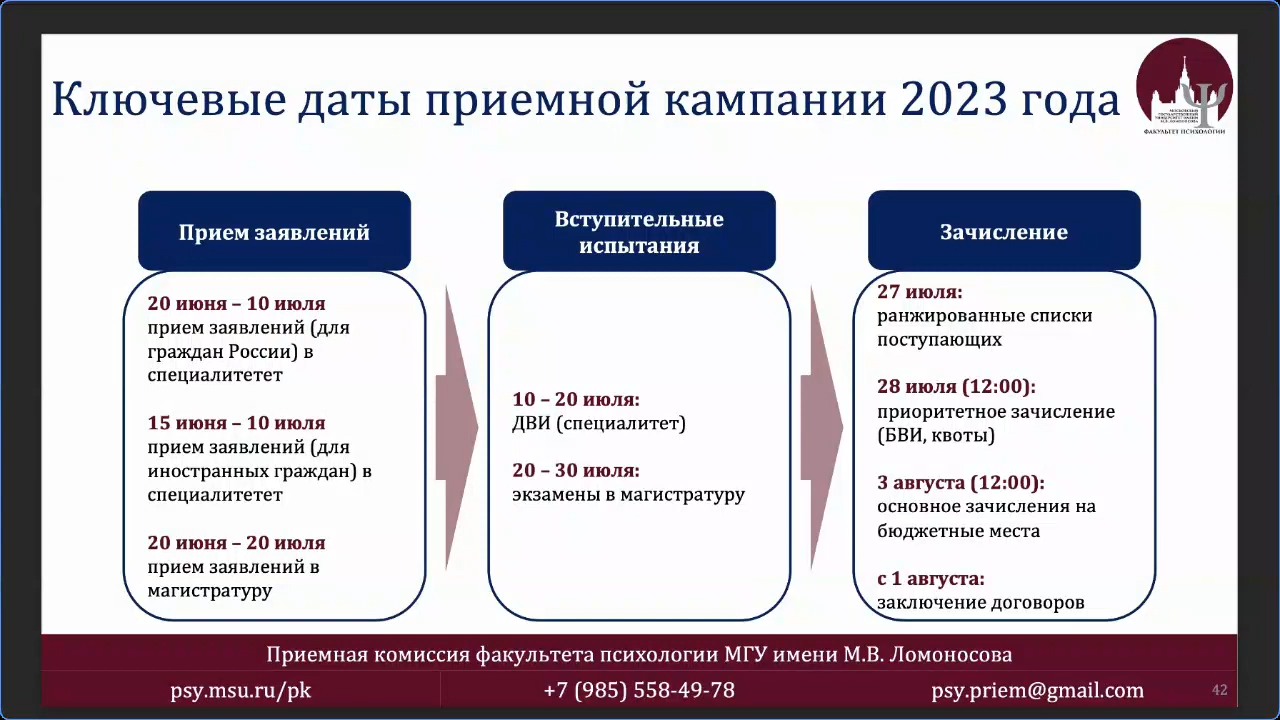 Ключевые даты приемной кампании 2023 года
МОСКОВСКИЙ
ГОСУДАРСТВЕННЫЙ
УНИВЕРСИТЕТ ИМЕНИ
М.В. ЛОМОНОСОВА
ФАКУЛЬТЕТ ПСИХОЛОГИИ
Прием заявлений
20 июня – 10 июля
прием заявлений (для
граждан России) в
специалитетет
15 июня – 10 июля
прием заявлений (для
иностранных граждан) в
специалитетет
20 июня – 20 июля
прием заявлений в
магистратуру
Вступительные
испытания
10 – 20 июля:
ДВИ (специалитет)
20 – 30 июля:
экзамены в магистратуру
Зачисление
27 июля:
ранжированные списки
поступающих
28 июля (12:00):
приоритетное зачисление
(БВИ, квоты)
3 августа (12:00):
основное зачисления на
бюджетные места
с 1 августа:
заключение договоров
Приемная комиссия факультета психологии МГУ имени М.В. Ломоносова
psy.msu.ru/pk
+7 (985) 558-49-78
psy.priem@gmail.com
42